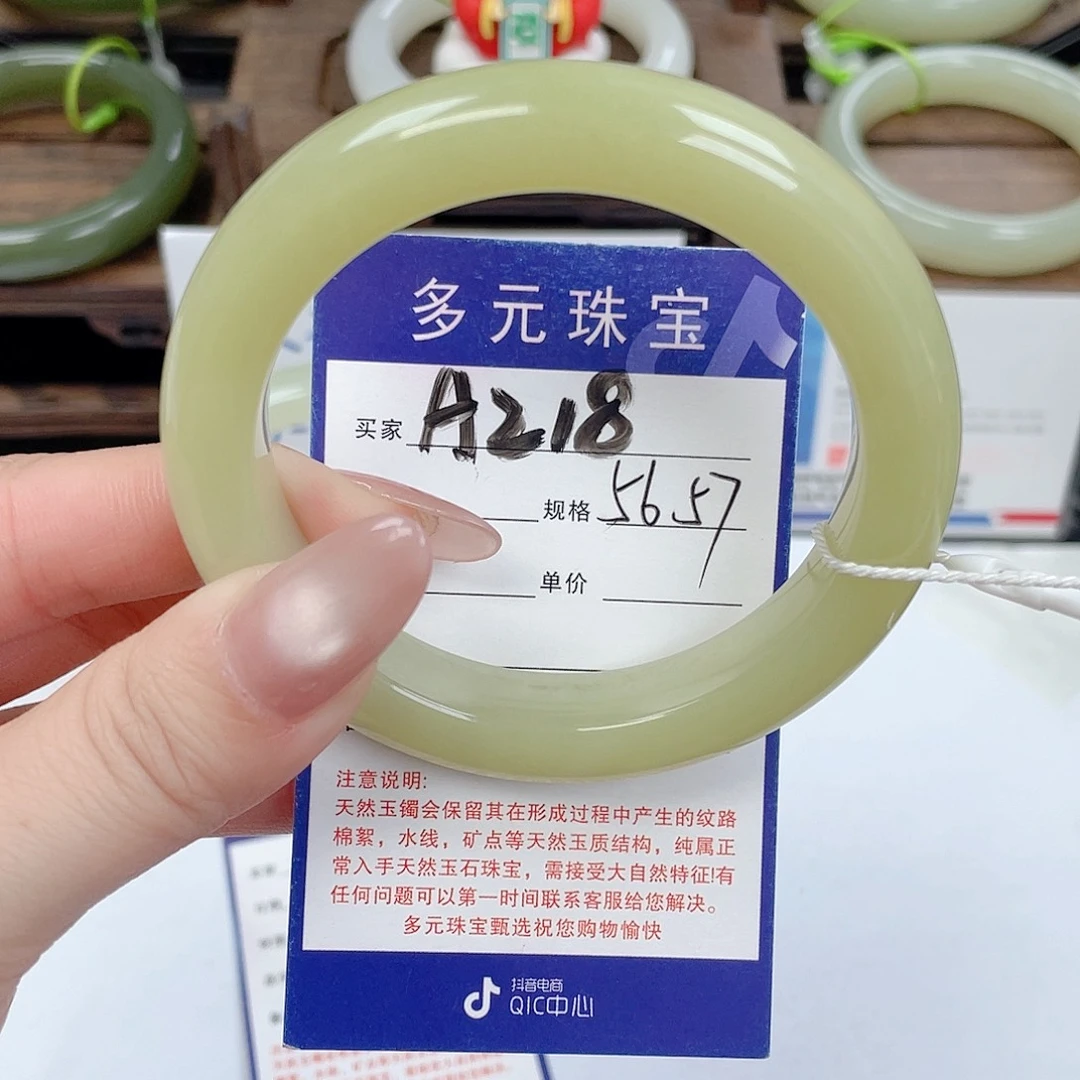 多元珠宝
买家 A218
规格 56.57
单价
注意说明:
天然玉镯会保留其在形成过程中产生的纹路
棉絮，水线，矿点等天然玉质结构，纯属正
常入手天然玉石珠宝，需接受大自然特征!有
任何问题可以第一时间联系客服给您解决。
多元珠宝甄选祝您购物愉快
抖音电商
QIC中心